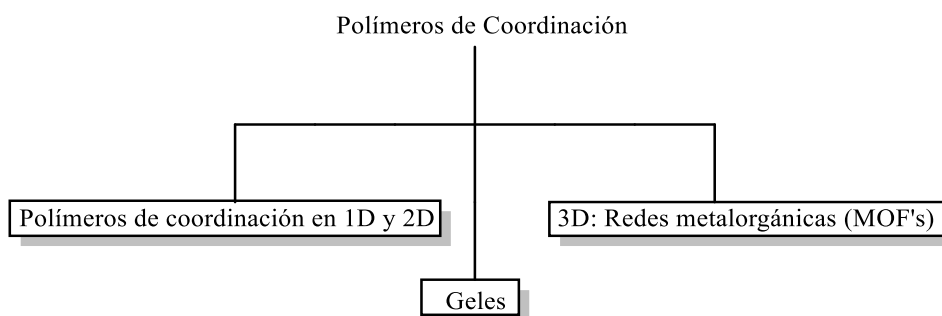 Polímeros de Coordinación
Polímeros de coordinación en 1D y 2D
3D: Redes metalorgánicas (MOF's)
Geles